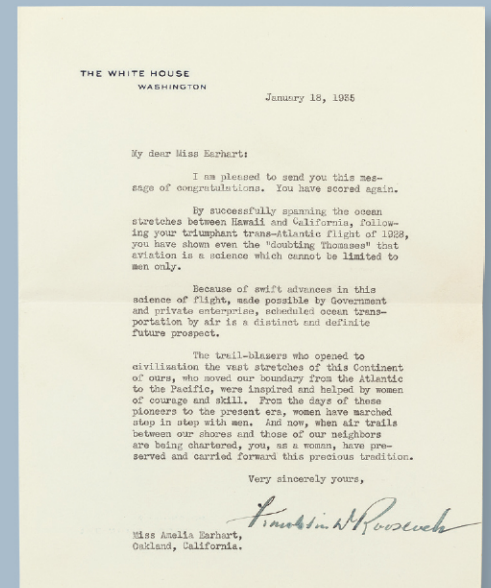 THE WHITE HOUSE
WASHINGTON
January 18, 1935
My dear Miss Earhart:
I am pleased to send you this mes-
sage of congratulations. You have scored again.
By successfully spanning the ocean
stretches between Hawaii and California, follow-
ing your triumphant trans-Atlantic flight of 1928,
you have shown even the "doubting Thomases" that
aviation is a science which cannot be limited to
men only.
Because of swift advances in this
science of flight, made possible by Government
and private enterprise, scheduled ocean trans-
portation by air is a distinct and definite
future prospect.
The trail-blazers who opened to
civilization the vast stretches of this Continent
of ours, who moved our boundary from the Atlantic
to the Pacific, were inspired and helped by women
of courage and skill. From the days of these
pioneers to the present era, women have marched
step in step with men. And now, when air trails
between our shores and those of our neighbors
are being chartered, you, as a woman, have pre-
served and carried forward this precious tradition.
Very sincerely yours,
Franklin D Roosevelt
Miss Amelia Earhart,
Oakland, California.